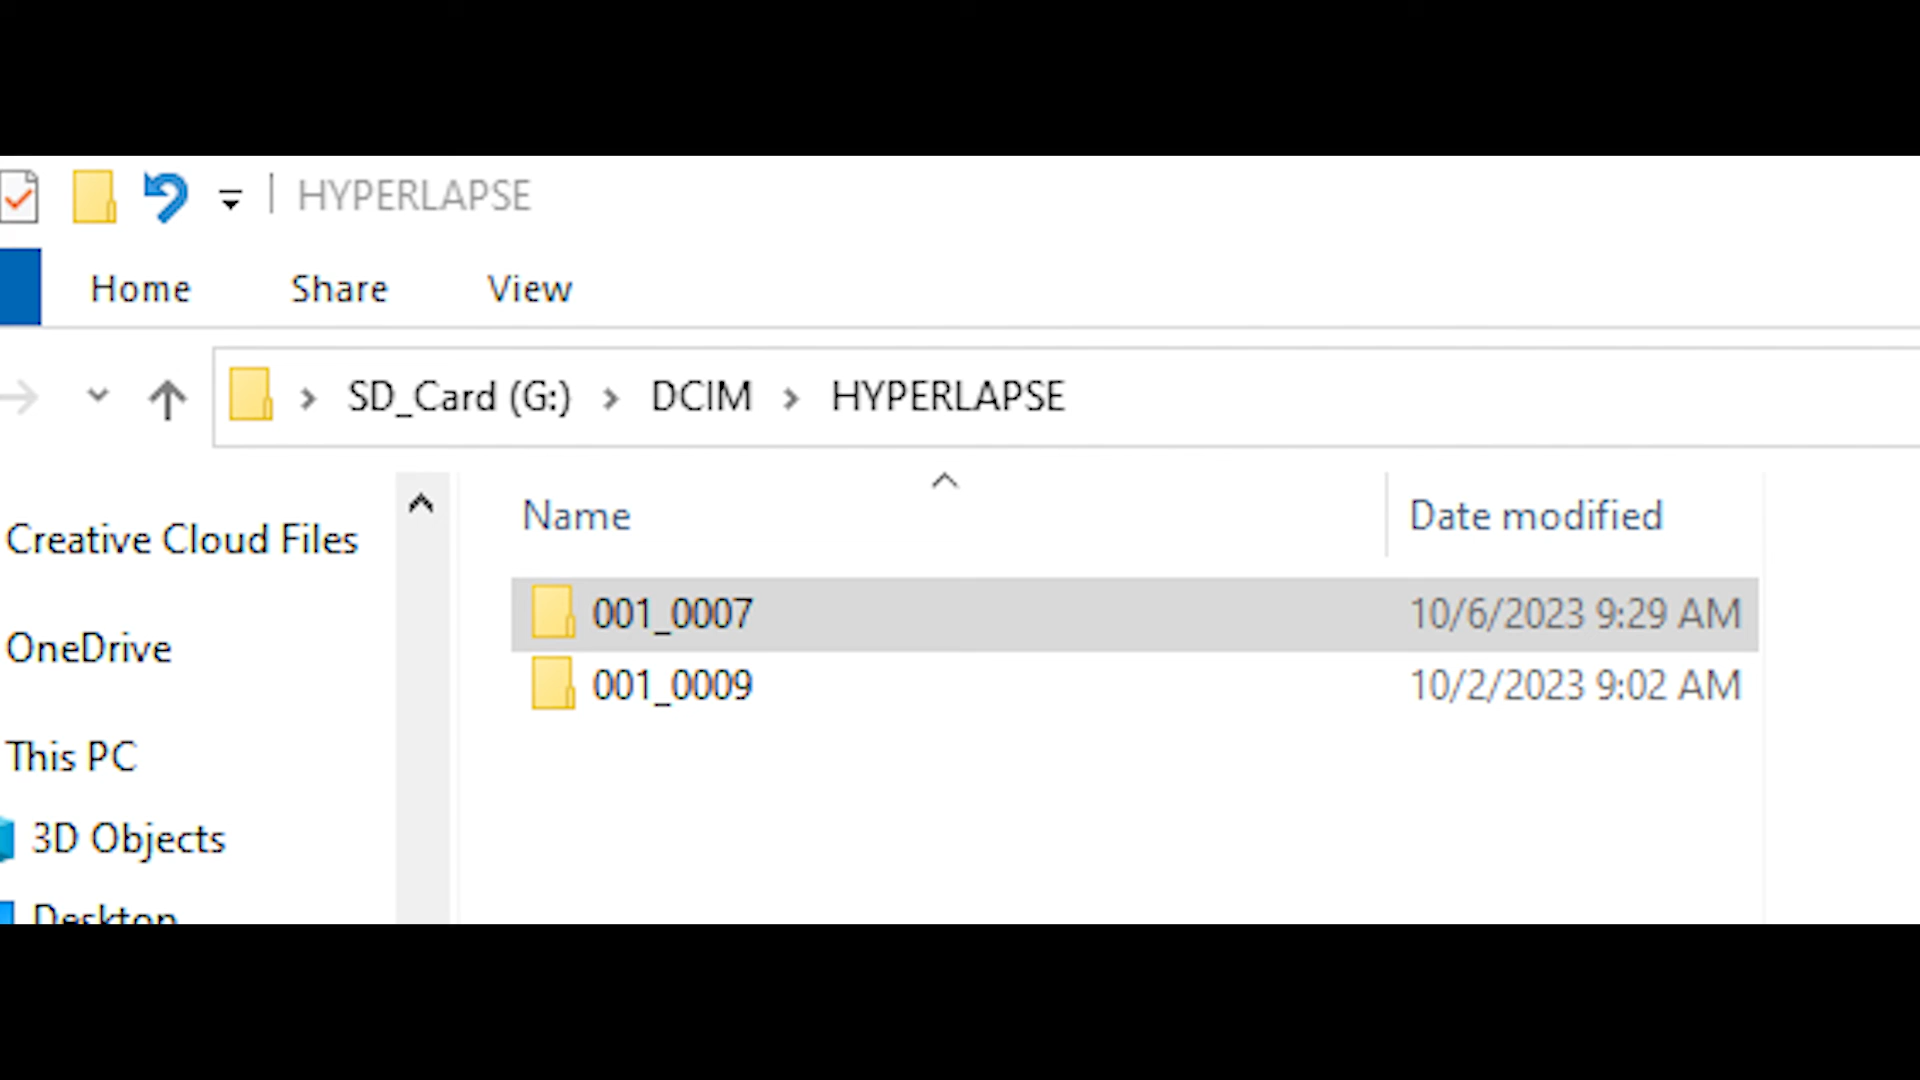 HYPERLAPSE
Home Share View
SD_Card (G:) DCIM HYPERLAPSE
Name Date modified
Creative Cloud Files
001_0007 10/6/2023 9:29 AM
OneDrive
001_0009 10/2/2023 9:02 AM
This PC
3D Objects
Desktop